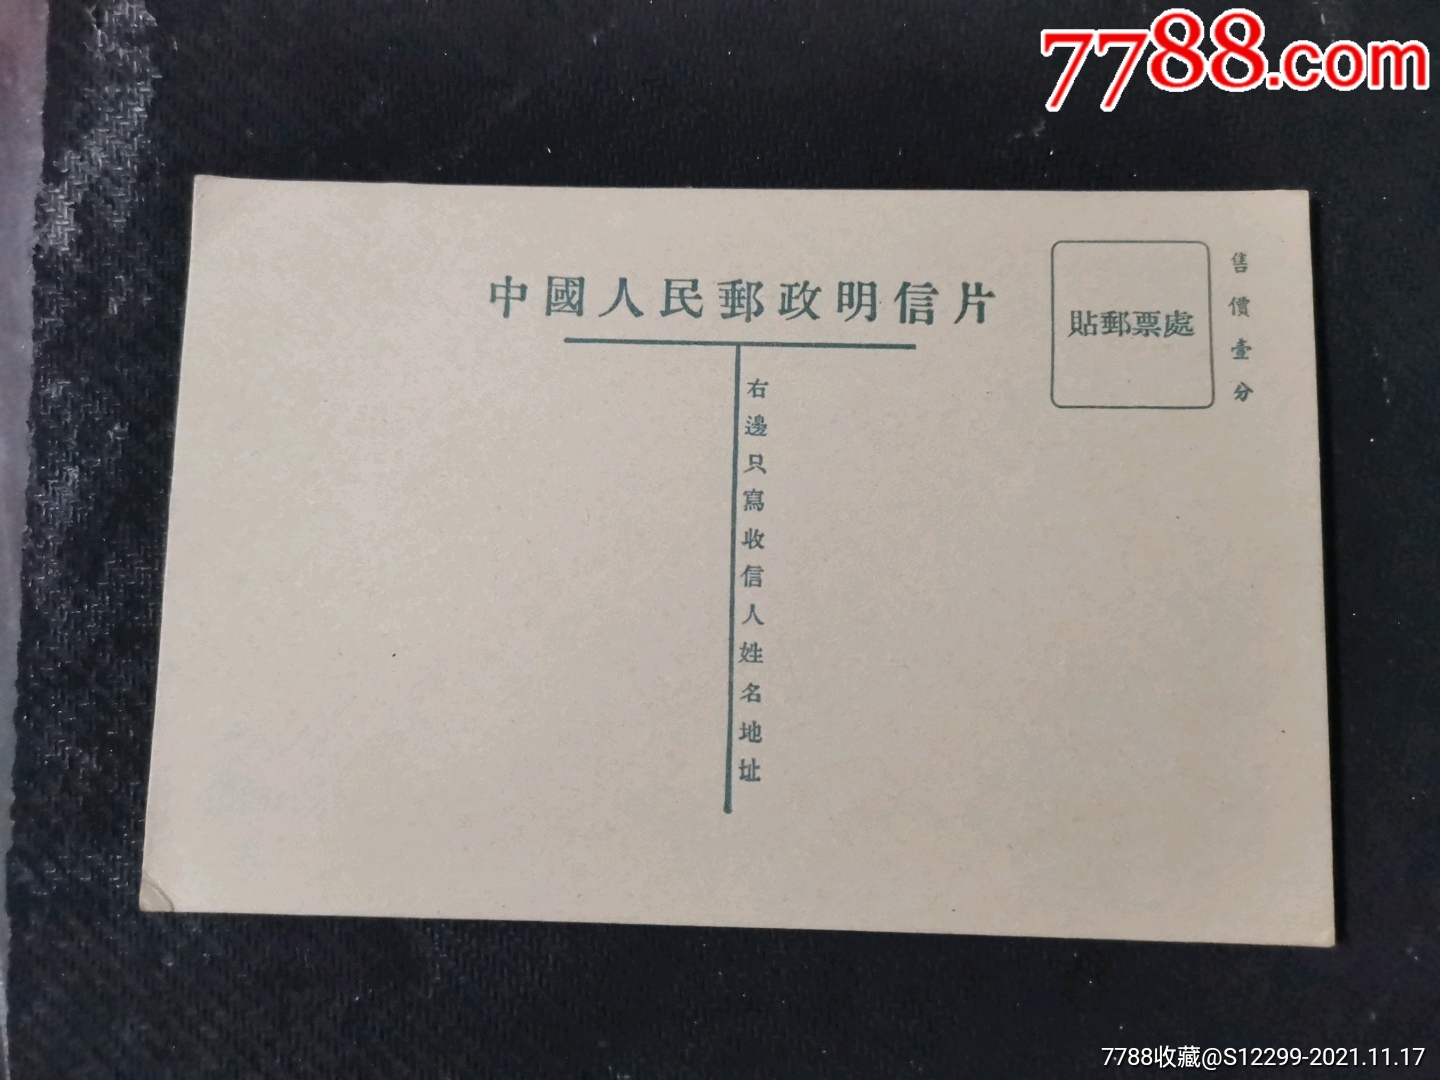 7788.com
中國人民郵政明信片
貼郵票處
售價壹分
右邊只寫收信人姓名地址
7788收藏@S12299-2021.11.17